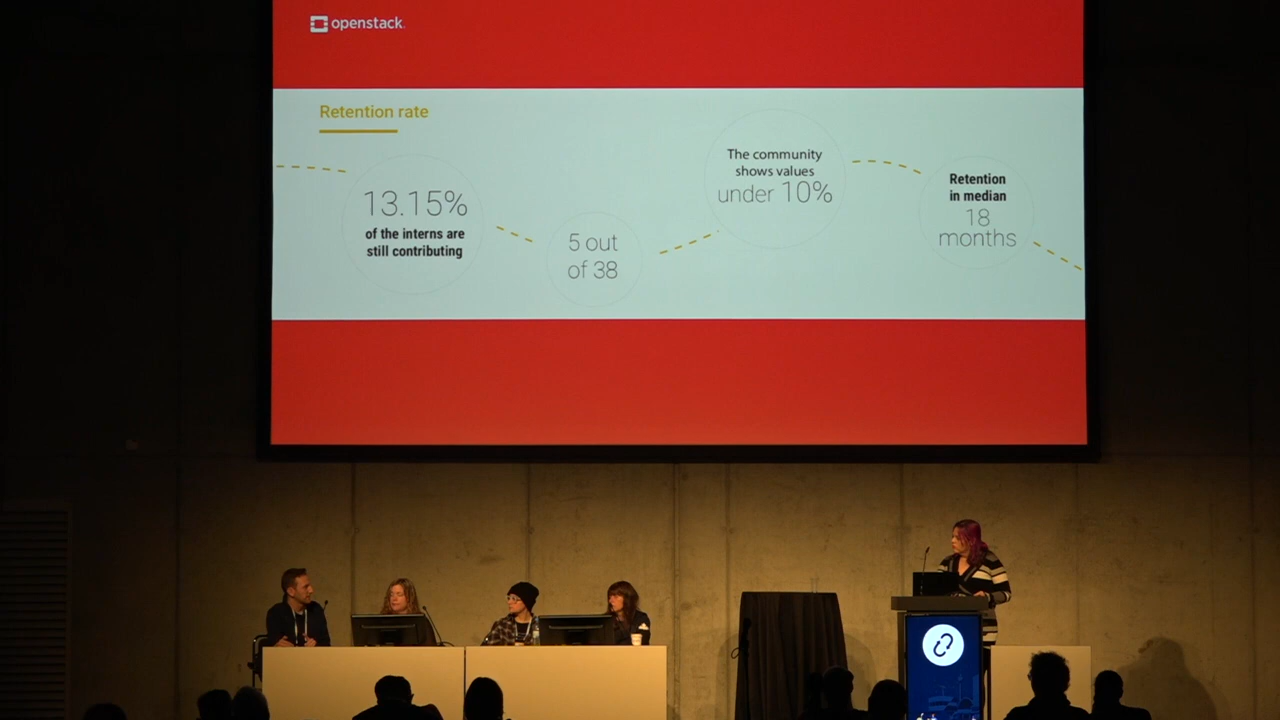 openstack.
Retention rate
13.15%
of the interns are
still contributing
5 out
of 38
The community
shows values
under 10%
Retention
in median
18
months